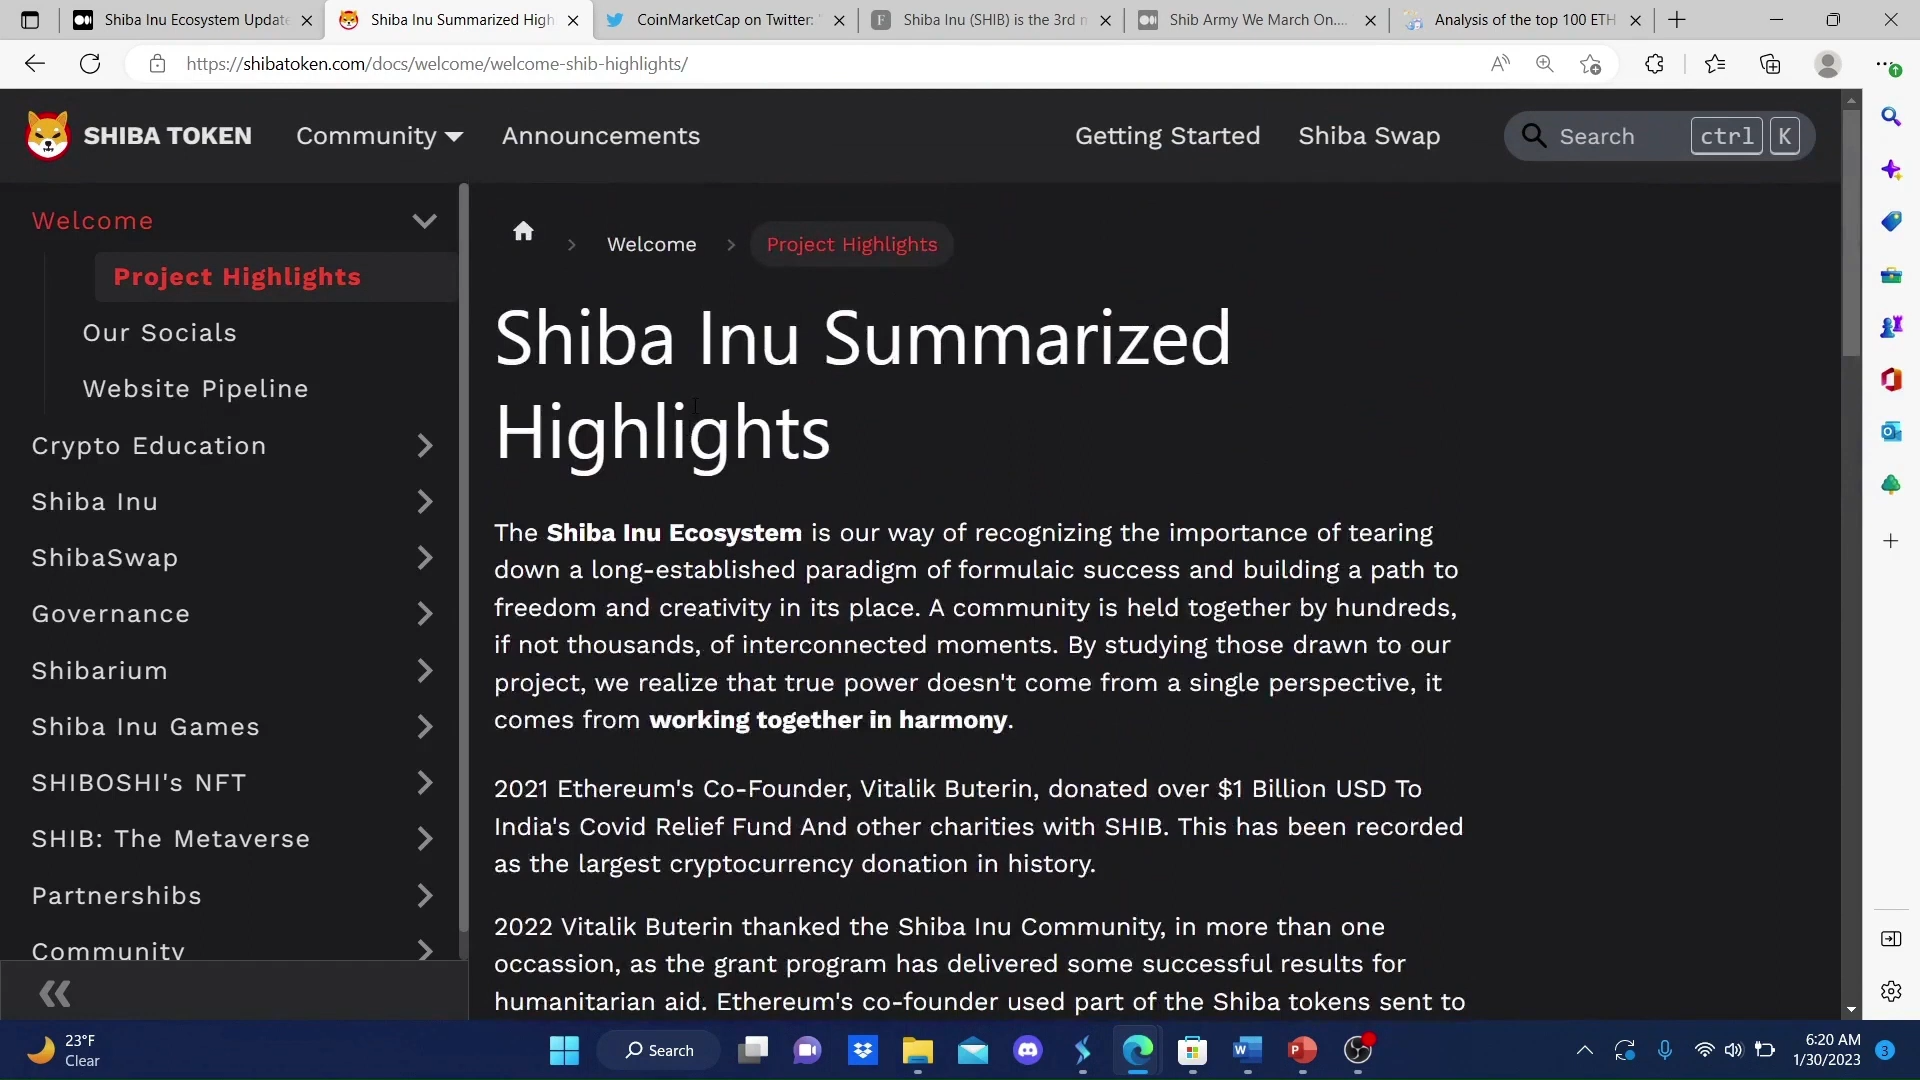 Shiba Inu Ecosystem Update
Shiba Inu Summarized High
CoinMarketCap on Twitter: "
Shiba Inu (SHIB) is the 3rd m
Shib Army We March On....
Analysis of the top 100 ETH
https://shibatoken.com/docs/welcome/welcome-shib-highlights/
SHIBA TOKEN
Community
Announcements
Getting Started
Shiba Swap
Search
ctrl
K
Welcome
Project Highlights
Our Socials
Website Pipeline
Crypto Education
Shiba Inu
ShibaSwap
Governance
Shibarium
Shiba Inu Games
SHIBOSHI's NFT
SHIB: The Metaverse
Partnershibs
Community
Welcome
Project Highlights
Shiba Inu Summarized
Highlights
The Shiba Inu Ecosystem is our way of recognizing the importance of tearing
down a long-established paradigm of formulaic success and building a path to
freedom and creativity in its place. A community is held together by hundreds,
if not thousands, of interconnected moments. By studying those drawn to our
project, we realize that true power doesn't come from a single perspective, it
comes from working together in harmony.
2021 Ethereum's Co-Founder, Vitalik Buterin, donated over $1 Billion USD To
India's Covid Relief Fund And other charities with SHIB. This has been recorded
as the largest cryptocurrency donation in history.
2022 Vitalik Buterin thanked the Shiba Inu Community, in more than one
occassion, as the grant program has delivered some successful results for
humanitarian aid. Ethereum's co-founder used part of the Shiba tokens sent to
23°F
Clear
Search
6:20 AM
1/30/2023
3